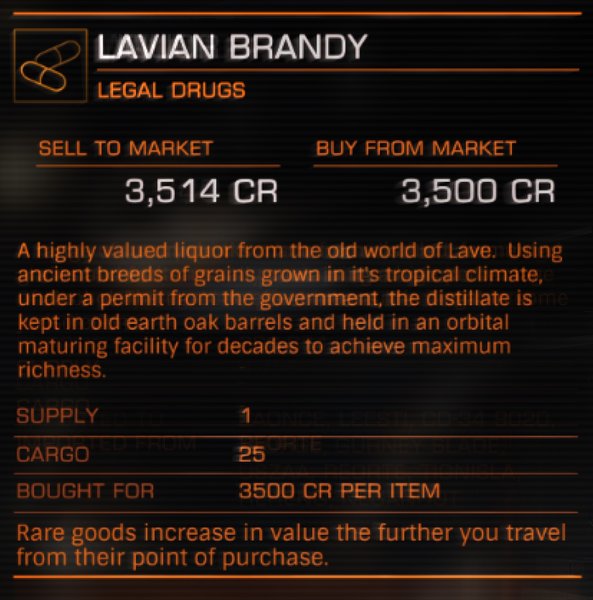 LAVIAN BRANDY
LEGAL DRUGS
SELL TO MARKET BUY FROM MARKET
3,514 CR 3,500 CR
A highly valued liquor from the old world of Lave. Using
ancient breeds of grains grown in it's tropical climate,
under a permit from the government, the distillate is
kept in old earth oak barrels and held in an orbital
maturing facility for decades to achieve maximum
richness.
SUPPLY 1
CARGO 25
BOUGHT FOR 3500 CR PER ITEM
Rare goods increase in value the further you travel
from their point of purchase.